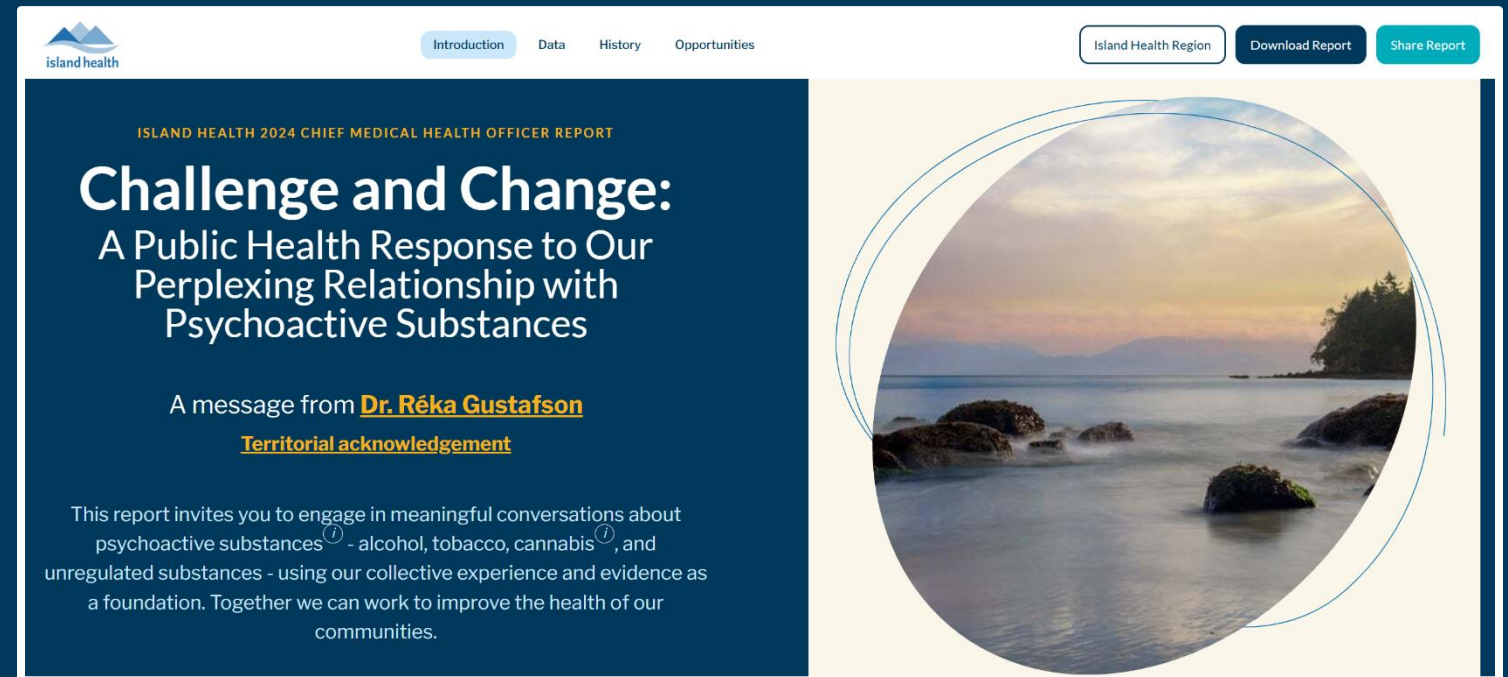 island health
Introduction
Data
History
Opportunities
Island Health Region
Download Report
Share Report
ISLAND HEALTH 2024 CHIEF MEDICAL HEALTH OFFICER REPORT
Challenge and Change:
A Public Health Response to Our
Perplexing Relationship with
Psychoactive Substances
A message from Dr. Réka Gustafson
Territorial acknowledgement
This report invites you to engage in meaningful conversations about
psychoactive substances i - alcohol, tobacco, cannabis i, and
unregulated substances - using our collective experience and evidence as
a foundation. Together we can work to improve the health of our
communities.